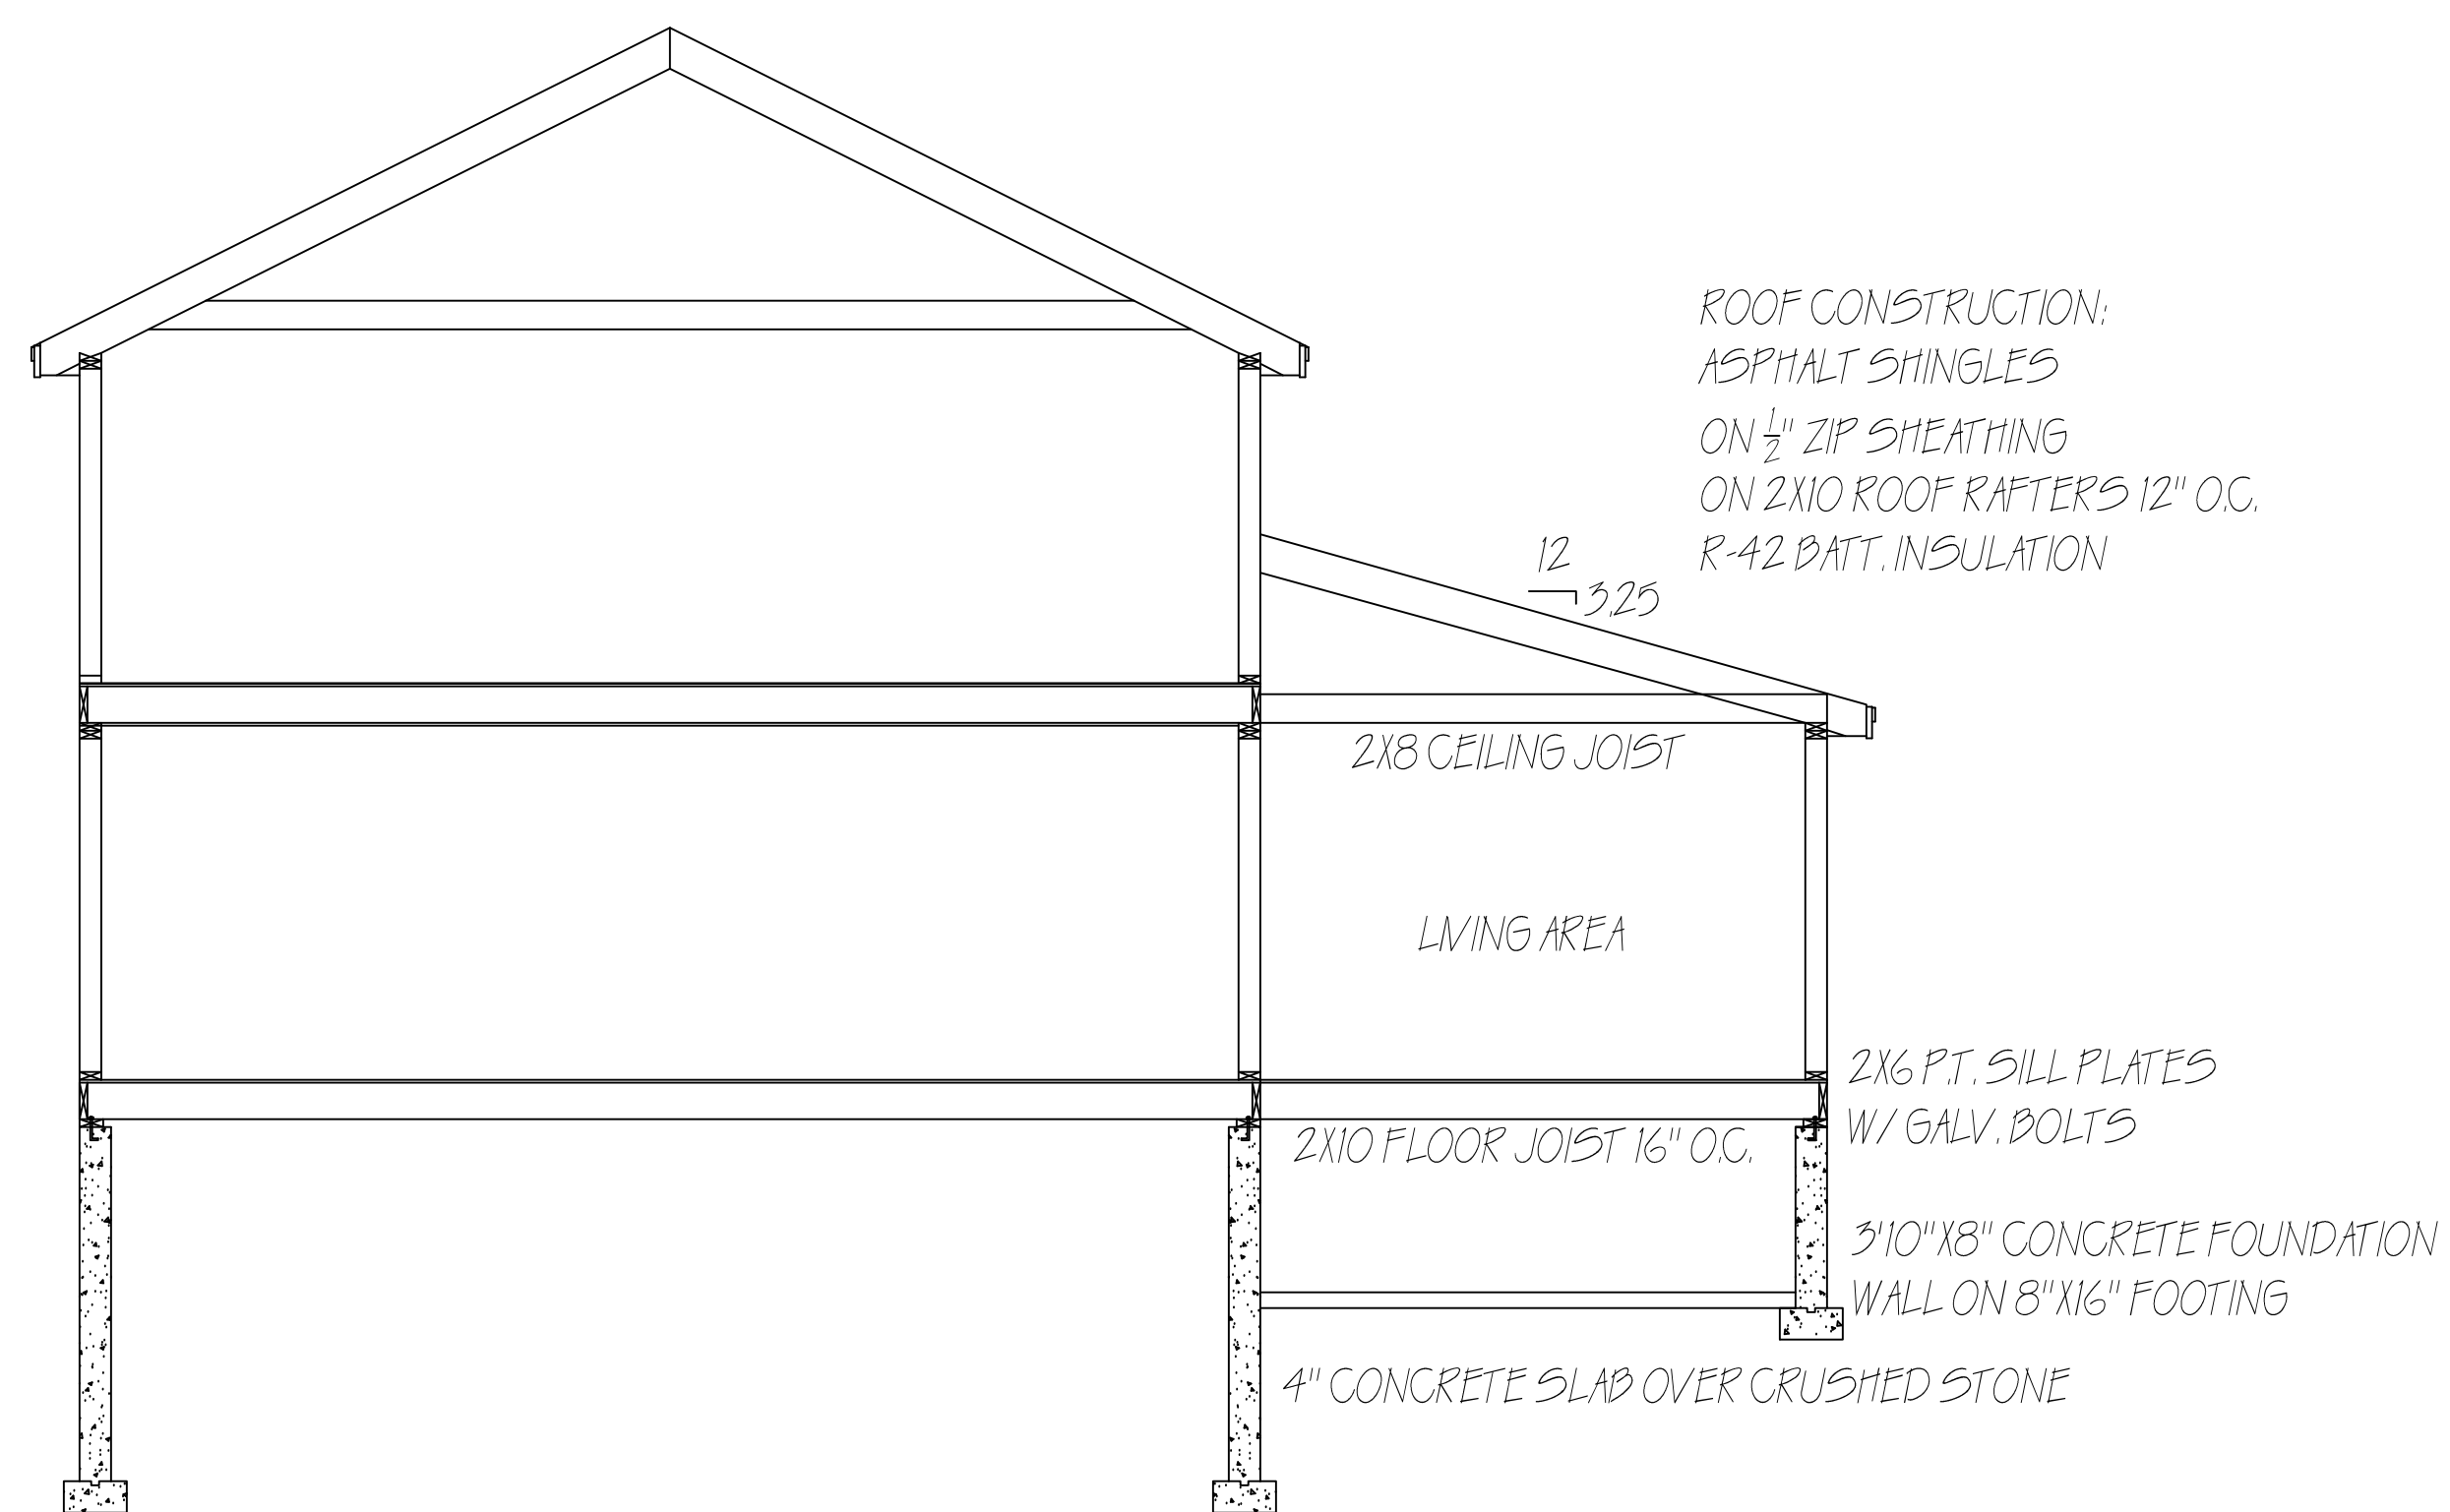 ROOF CONSTRUCTION:
ASPHALT SHINGLES
ON 1/2" ZIP SHEATHING
ON 2X10 ROOF RAFTERS 12" O.C.
R-42 BATT. INSULATION
12
3.25
2X8 CEILING JOIST
LIVING AREA
2X6 P.T. SILL PLATES
W/ GALV. BOLTS
2X10 FLOOR JOIST 16" O.C.
3'10"X8" CONCRETE FOUNDATION
WALL ON 8"X16" FOOTING
4" CONCRETE SLAB OVER CRUSHED STONE